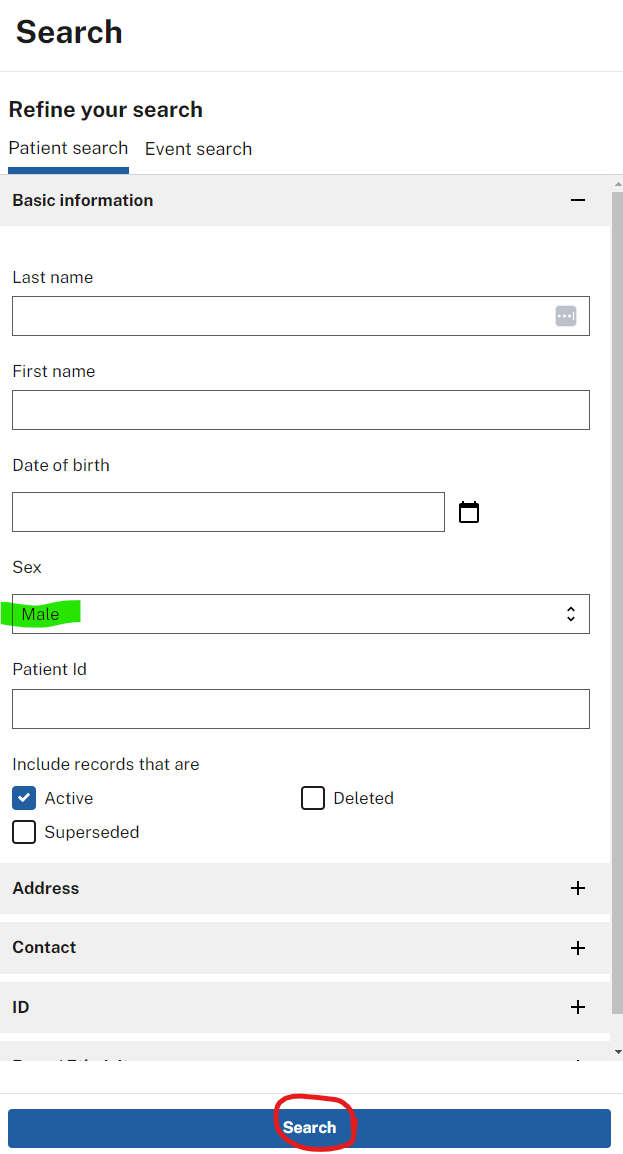 Search
Refine your search
Patient search Event search
Basic information
Last name
First name
Date of birth
Sex
Male
Patient Id
Include records that are
Active Deleted
Superseded
Address
Contact
ID
Search